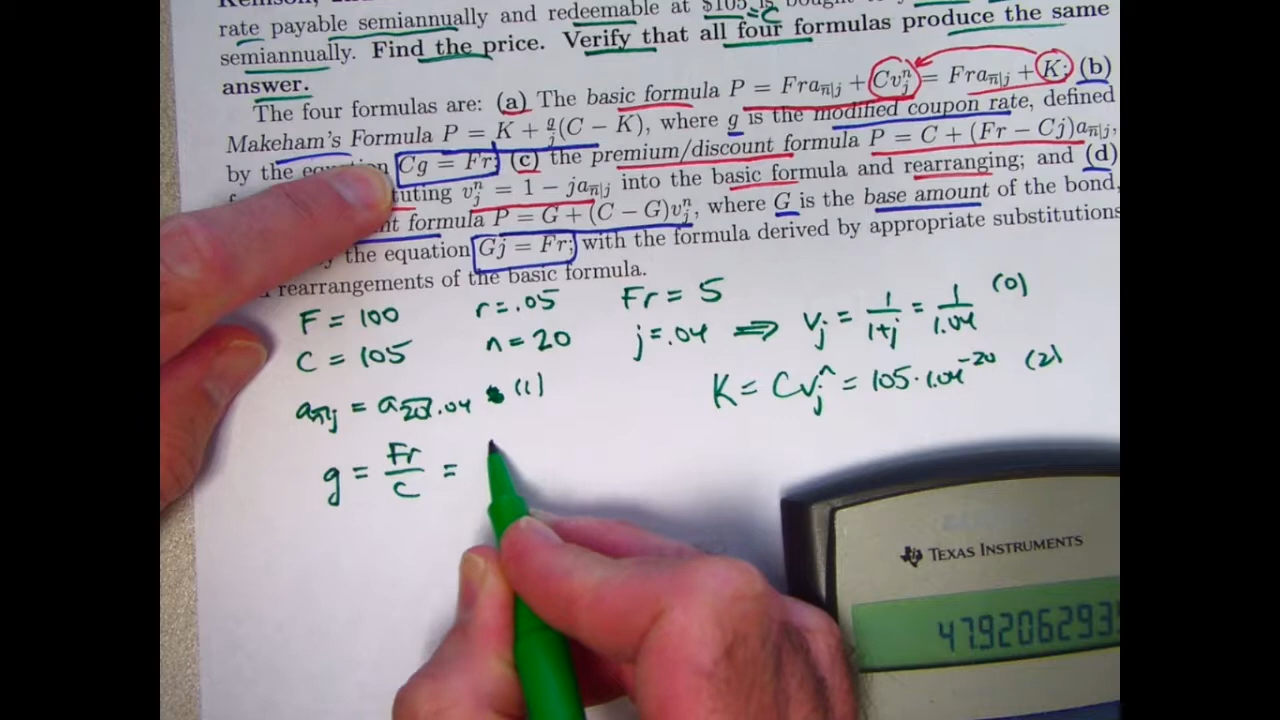 rate payable semiannually and redeemable at $105 is bought to
=C
semiannually. Find the price. Verify that all four formulas produce the same
answer.
The four formulas are: (a) The basic formula P = Fra_{n|j} + Cv_j^n = Fra_{n|j} + K; (b)
Makeham's Formula P = K + g/j(C − K), where g is the modified coupon rate, defined
by the equation Cg = Fr; (c) the premium/discount formula P = C + (Fr − Cj)a_{n|j},
tuting v_j^n = 1 − ja_{n|j} into the basic formula and rearranging; and (d)
formula P = G + (C − G)v_j^n, where G is the base amount of the bond,
the equation Gj = Fr; with the formula derived by appropriate substitutions
rearrangements of the basic formula.
F = 100 r = .05 Fr = 5 (0)
C = 105 n = 20 j = .04 ⇒ v_j = 1/(1+j) = 1/1.04
a_{n|j} = a_{20|.04} (1) K = Cv_j^n = 105 · 1.04^{-20} (2)
g = Fr/C =
TEXAS INSTRUMENTS
47.9206293